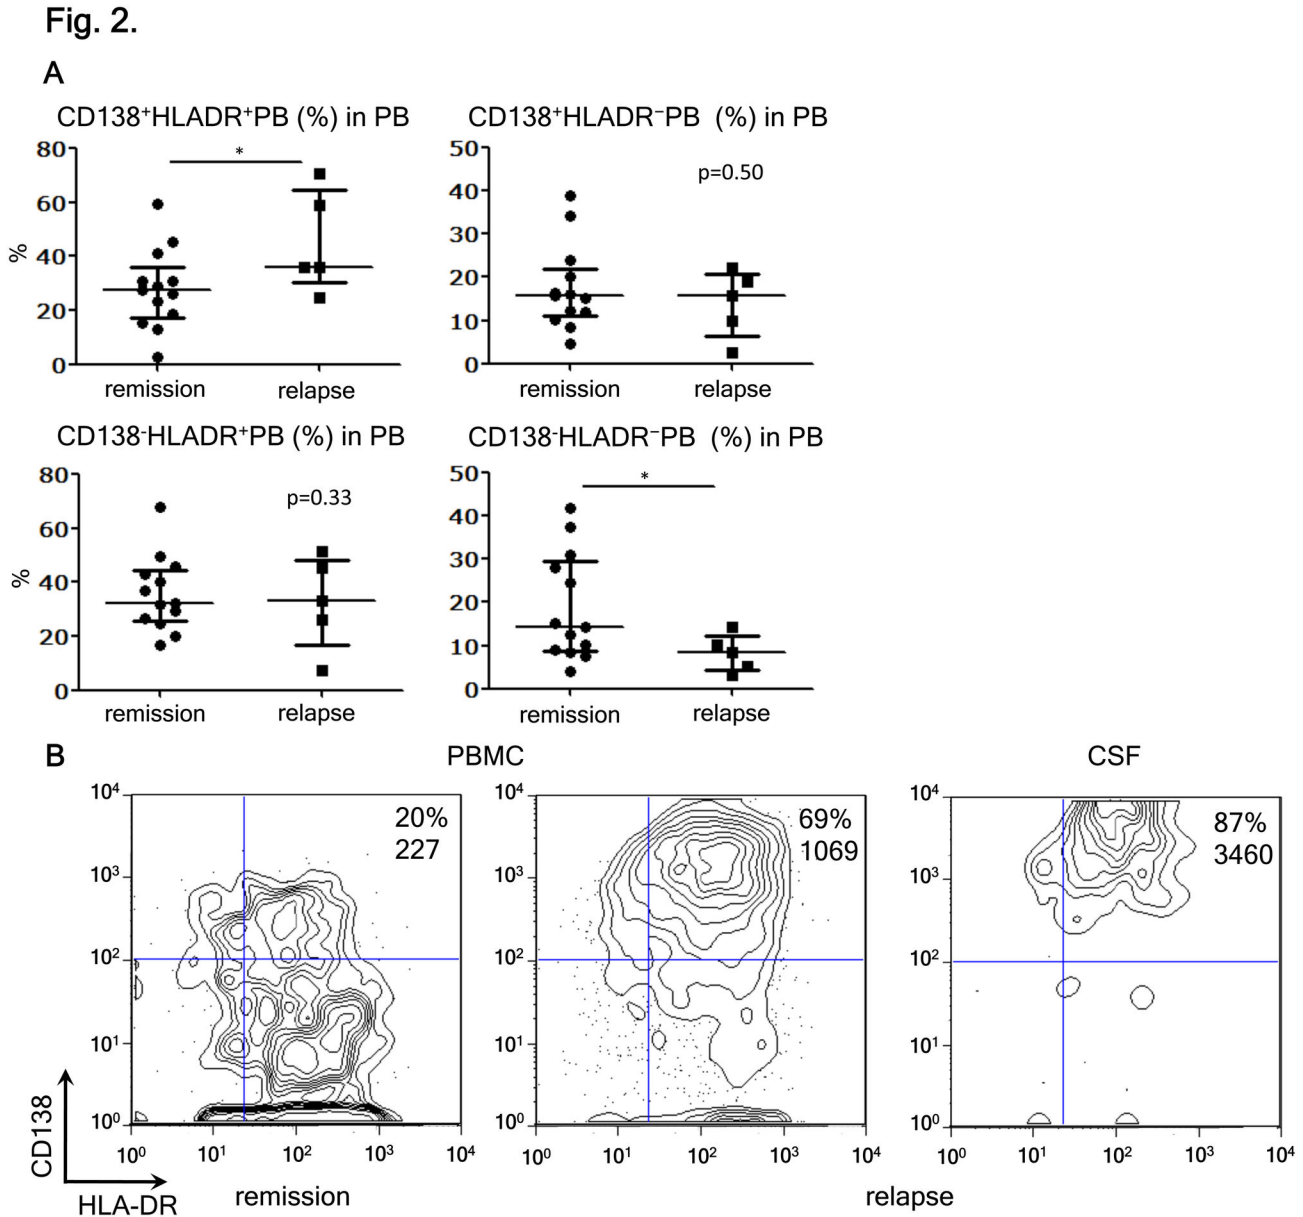 Fig. 2.
A
CD138⁺HLADR⁺PB (%) in PB
CD138⁺HLADR⁻PB (%) in PB
80
60
40
20
0
%
*
remission
relapse
50
40
30
20
10
0
p=0.50
remission
relapse
CD138⁻HLADR⁺PB (%) in PB
CD138⁻HLADR⁻PB (%) in PB
80
60
40
20
0
%
p=0.33
remission
relapse
50
40
30
20
10
0
*
remission
relapse
B
PBMC
CSF
10⁴
10³
10²
10¹
10⁰
20%
227
10⁰ 10¹ 10² 10³ 10⁴
10⁴
10³
10²
10¹
10⁰
69%
1069
10⁰ 10¹ 10² 10³ 10⁴
10⁴
10³
10²
10¹
10⁰
87%
3460
10⁰ 10¹ 10² 10³ 10⁴
CD138
HLA-DR
remission
relapse